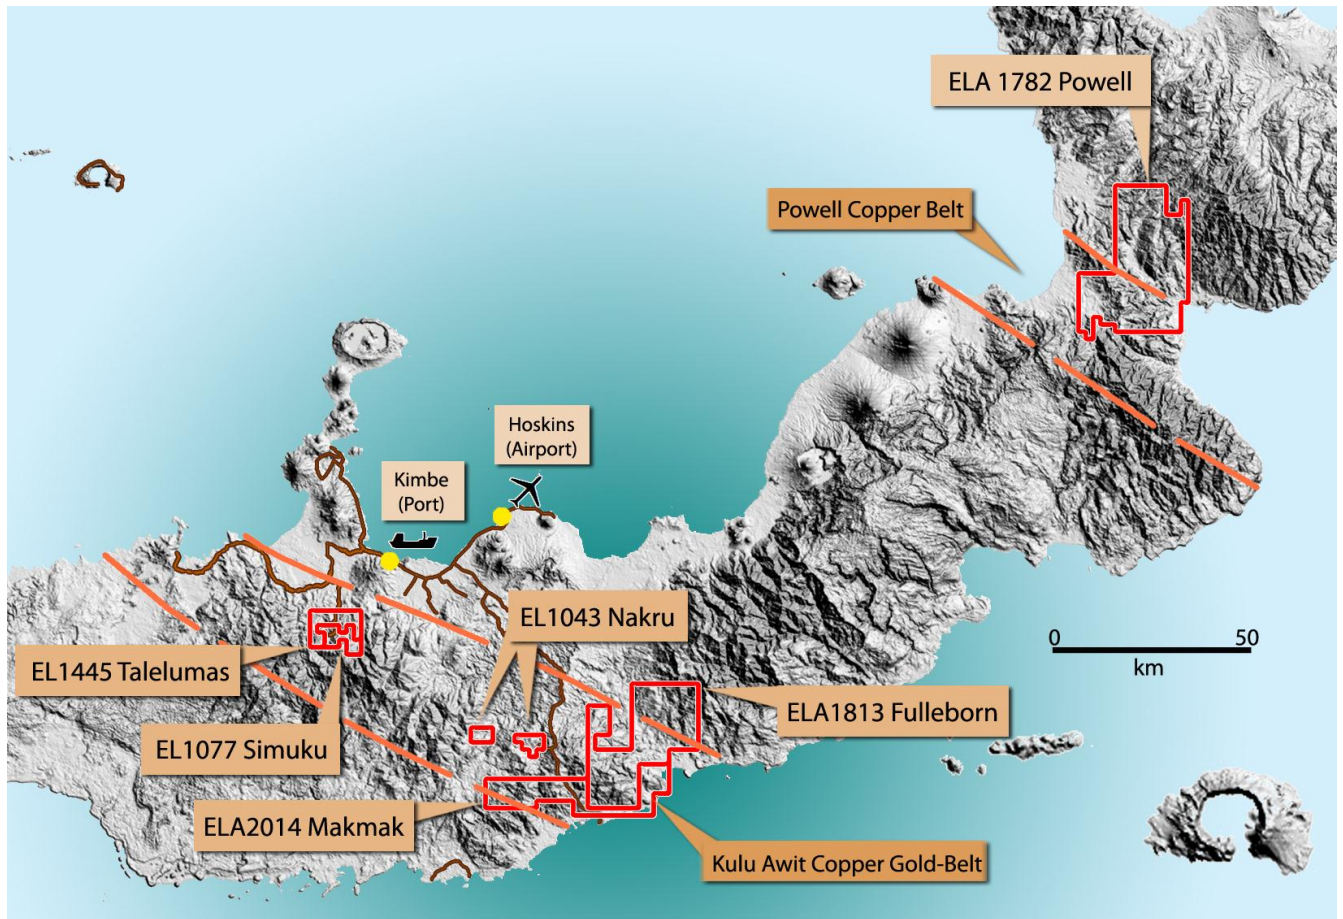 ELA 1782 Powell
Powell Copper Belt
Hoskins
(Airport)
Kimbe
(Port)
EL1043 Nakru
0 50
km
EL1445 Talelumas
ELA1813 Fulleborn
EL1077 Simuku
ELA2014 Makmak
Kulu Awit Copper Gold-Belt